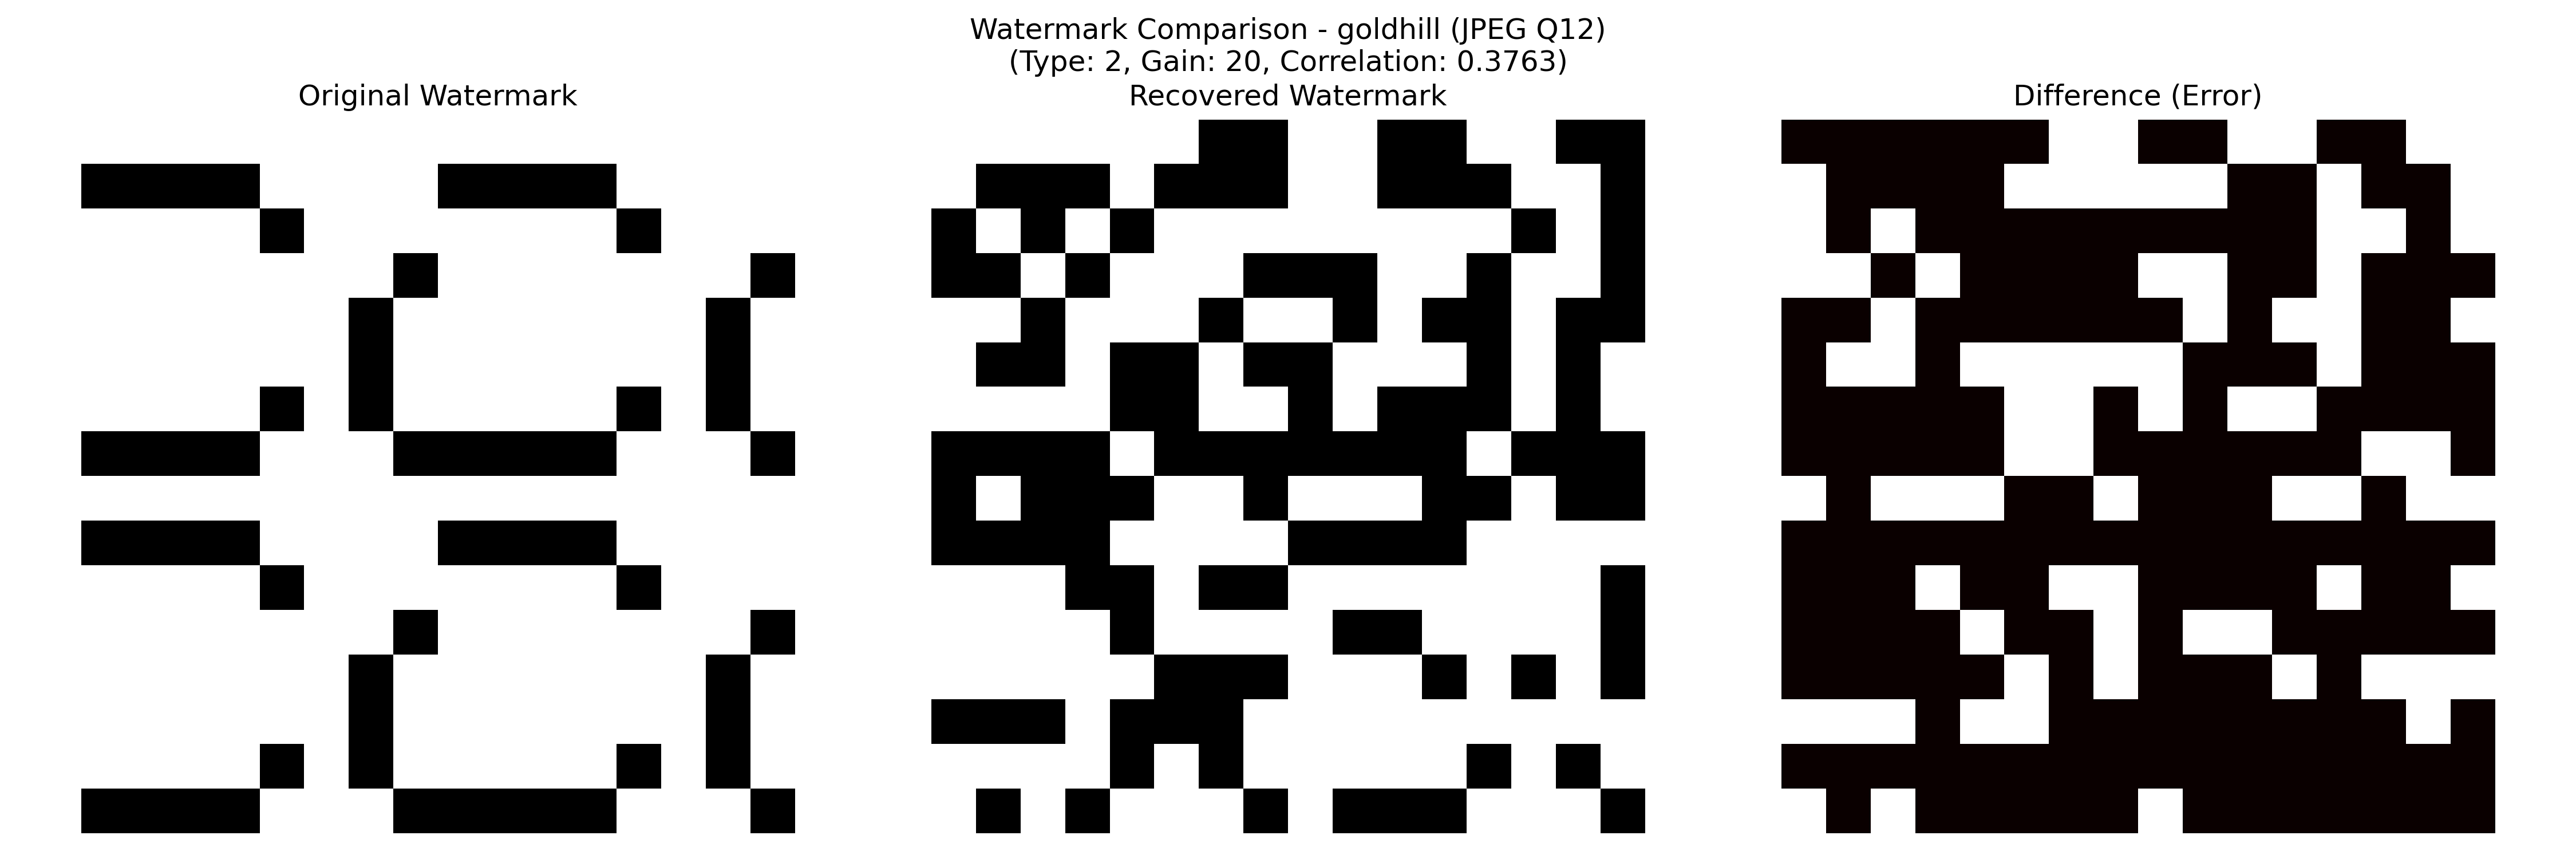 Watermark Comparison - goldhill (JPEG Q12)
(Type: 2, Gain: 20, Correlation: 0.3763)
Original Watermark
Recovered Watermark
Difference (Error)